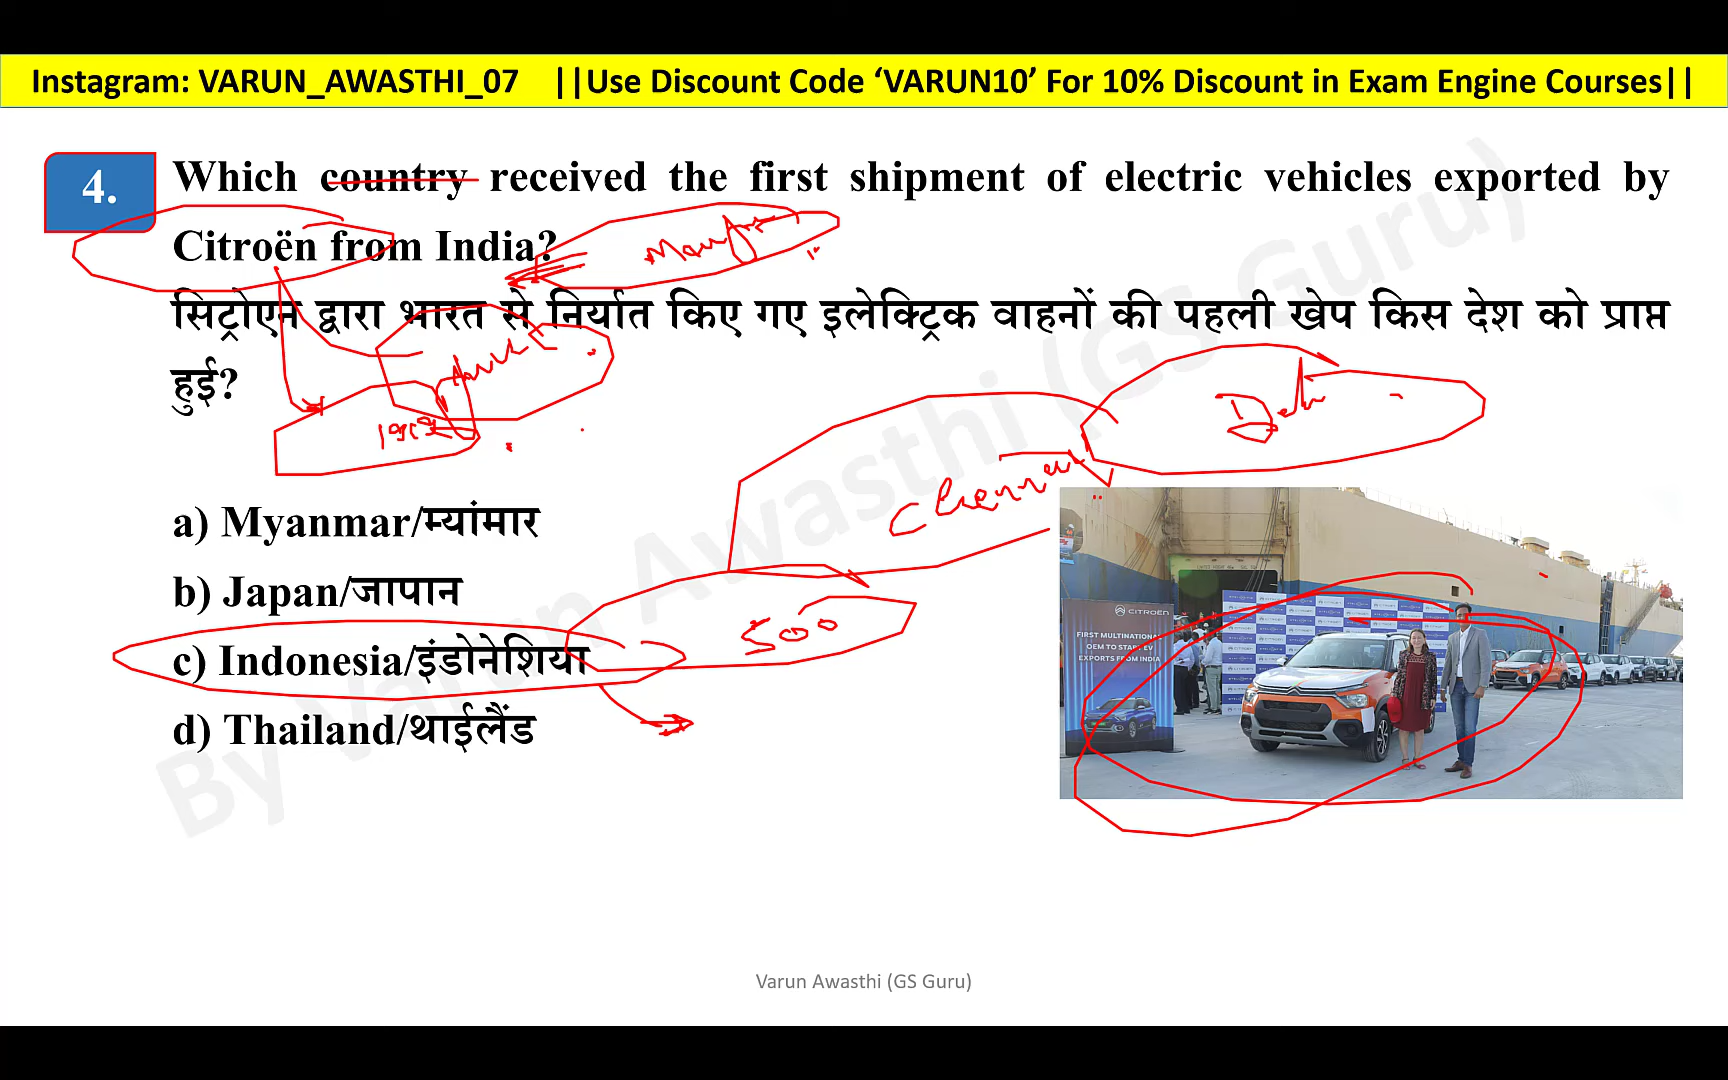 Instagram: VARUN_AWASTHI_07 ||Use Discount Code ‘VARUN10’ For 10% Discount in Exam Engine Courses||
4.
Which country received the first shipment of electric vehicles exported by
Citroën from India?
सिट्रोएन द्वारा भारत से निर्यात किए गए इलेक्ट्रिक वाहनों की पहली खेप किस देश को प्राप्त
हुई?
a) Myanmar/म्यांमार
b) Japan/जापान
c) Indonesia/इंडोनेशिया
d) Thailand/थाईलैंड
500
CITROËN
FIRST MULTINATIONAL
OEM TO START EV
EXPORTS FROM INDIA
By Varun Awasthi (GS Guru)
Varun Awasthi (GS Guru)